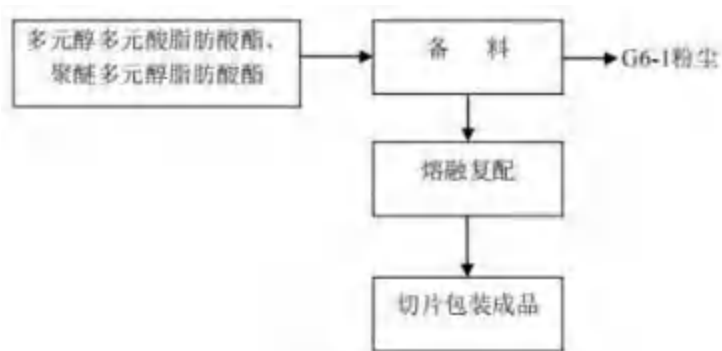 多元醇多元酸脂肪酸酯、
聚醚多元醇脂肪酸酯
备 料
G6-1粉尘
熔融复配
切片包装成品